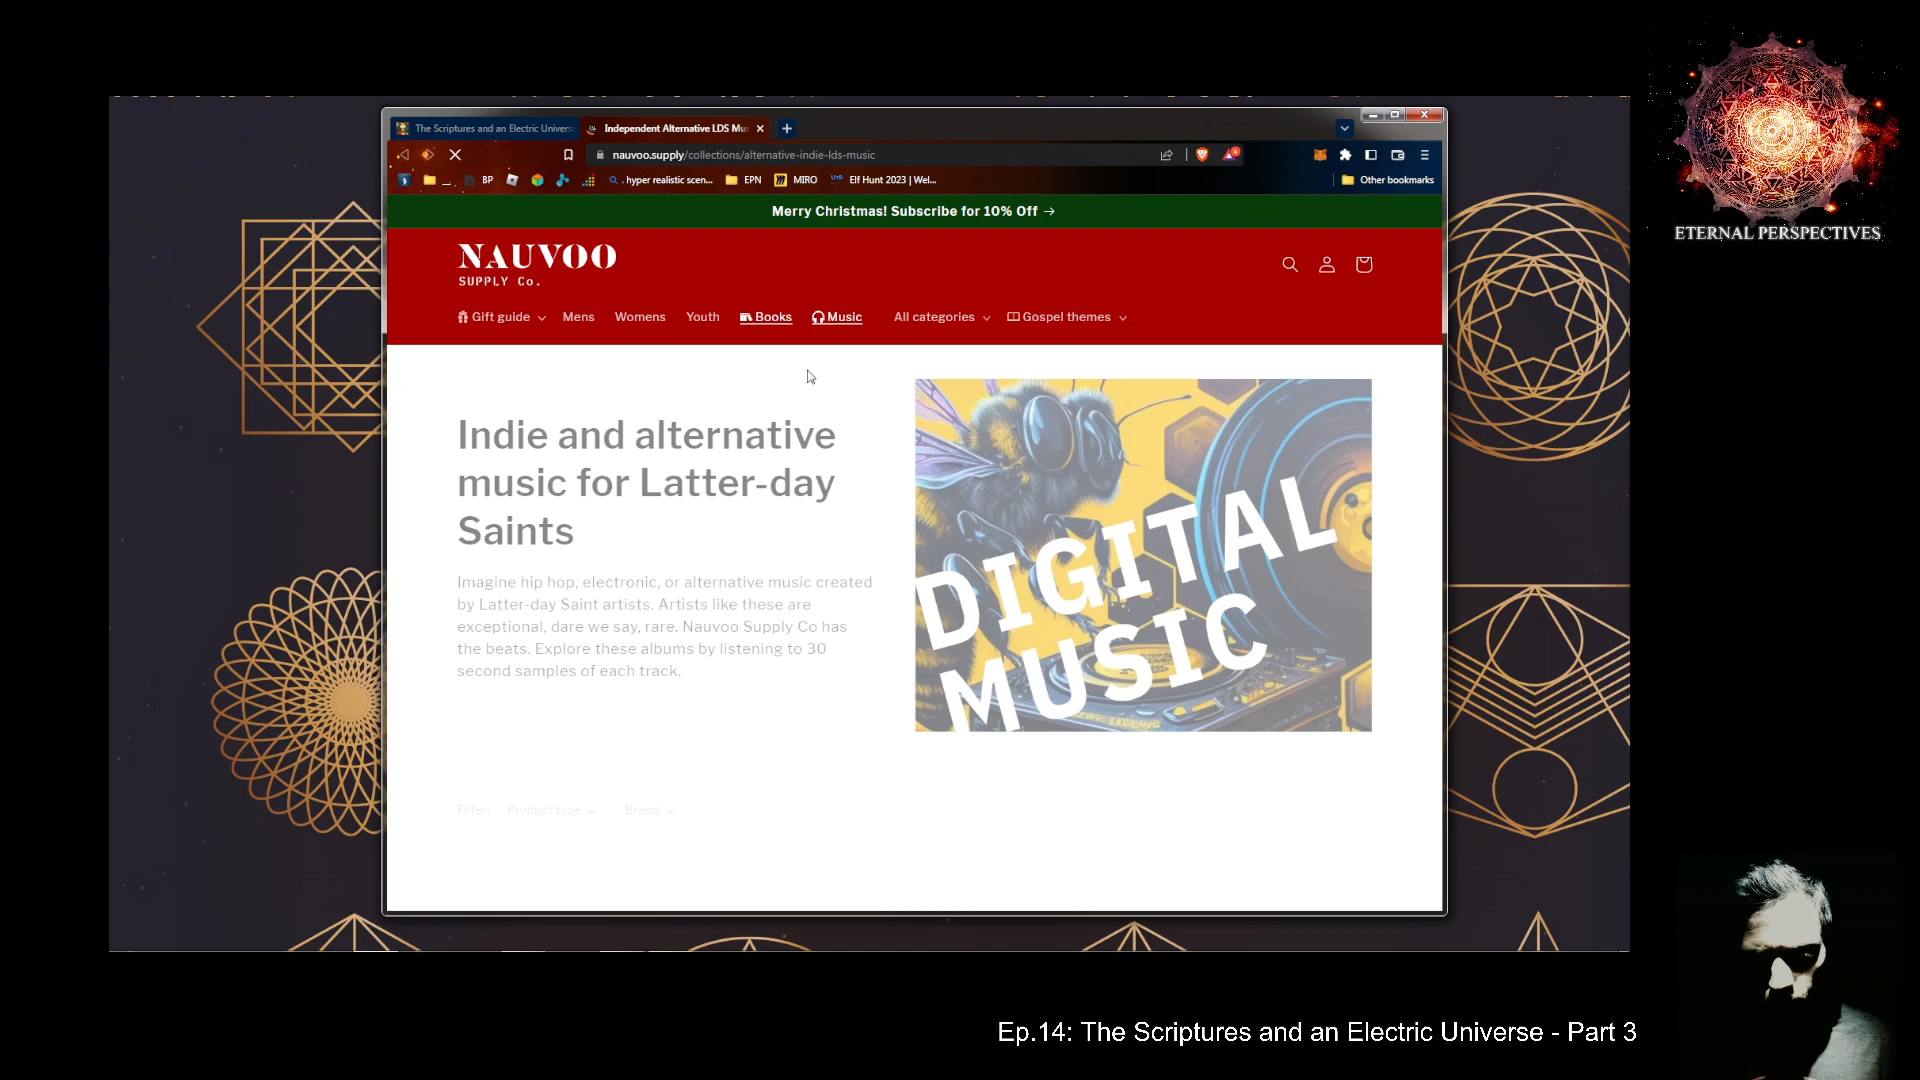 ETERNAL PERSPECTIVES
The Scriptures and an Electric Univers
Independent Alternative LDS Mus
nauvoo.supply/collections/alternative-indie-lds-music
BP
. hyper realistic scen...
EPN
MIRO
Elf Hunt 2023 | Wel...
Other bookmarks
Merry Christmas! Subscribe for 10% Off →
NAUVOO
SUPPLY Co.
Gift guide
Mens
Womens
Youth
Books
Music
All categories
Gospel themes
Indie and alternative
music for Latter-day
Saints
Imagine hip hop, electronic, or alternative music created
by Latter-day Saint artists. Artists like these are
exceptional, dare we say, rare. Nauvoo Supply Co has
the beats. Explore these albums by listening to 30
second samples of each track.
DIGITAL
MUSIC
Filter:
Product type
Brand
Ep.14: The Scriptures and an Electric Universe - Part 3